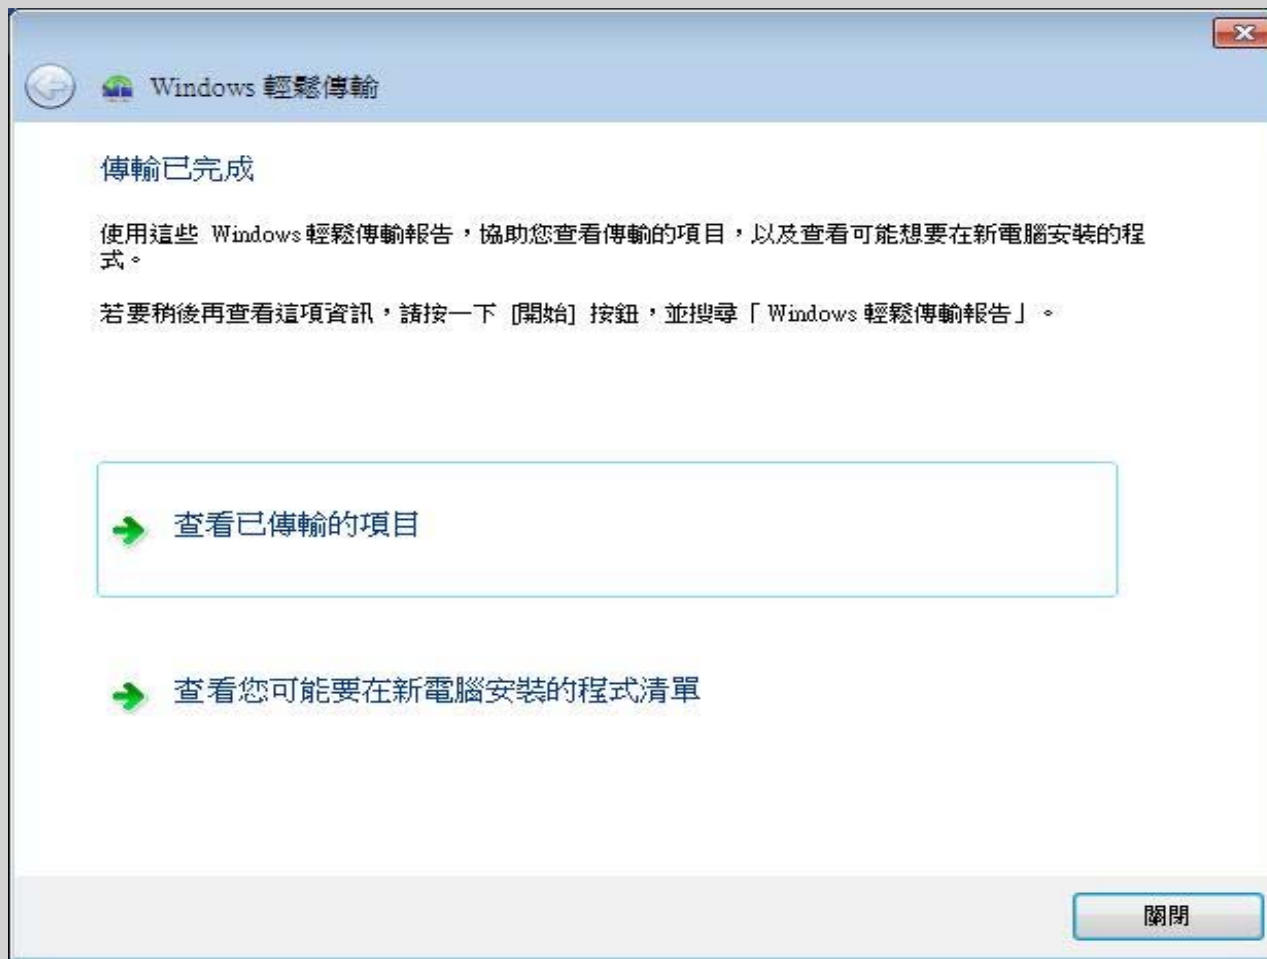 Windows 輕鬆傳輸
傳輸已完成
使用這些 Windows 輕鬆傳輸報告，協助您查看傳輸的項目，以及查看可能想要在新電腦安裝的程
式。
若要稍後再查看這項資訊，請按一下 [開始] 按鈕，並搜尋「 Windows 輕鬆傳輸報告」。
查看已傳輸的項目
查看您可能要在新電腦安裝的程式清單
關閉